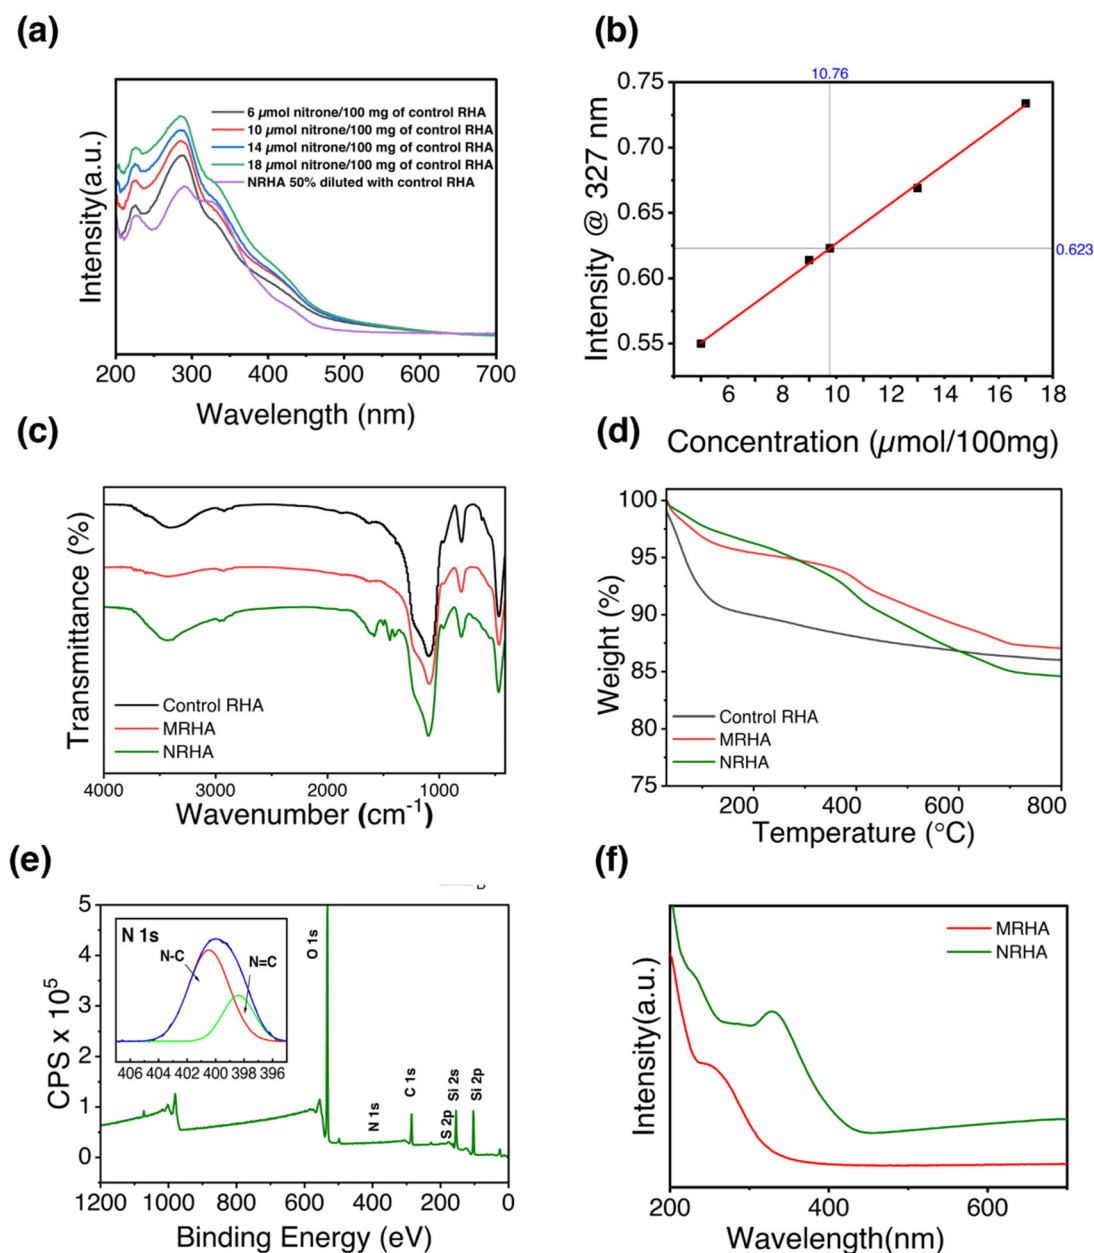 (a)
Intensity(a.u.)
6 µmol nitrone/100 mg of control RHA
10 µmol nitrone/100 mg of control RHA
14 µmol nitrone/100 mg of control RHA
18 µmol nitrone/100 mg of control RHA
NRHA 50% diluted with control RHA
200 300 400 500 600 700
Wavelength (nm)
(b)
10.76
Intensity @ 327 nm
0.75
0.70
0.65
0.60
0.55
0.623
6 8 10 12 14 16 18
Concentration (µmol/100mg)
(c)
Transmittance (%)
Control RHA
MRHA
NRHA
4000 3000 2000 1000
Wavenumber (cm-1)
(d)
Weight (%)
100
95
90
85
80
75
Control RHA
MRHA
NRHA
200 400 600 800
Temperature (°C)
(e)
CPS x 10⁵
5
4
3
2
1
0
N 1s
N-C
N=C
406 404 402 400 398 396
O 1s
N 1s
C 1s
S 2p
Si 2s
Si 2p
1200 1000 800 600 400 200 0
Binding Energy (eV)
(f)
Intensity(a.u.)
MRHA
NRHA
200 400 600
Wavelength(nm)